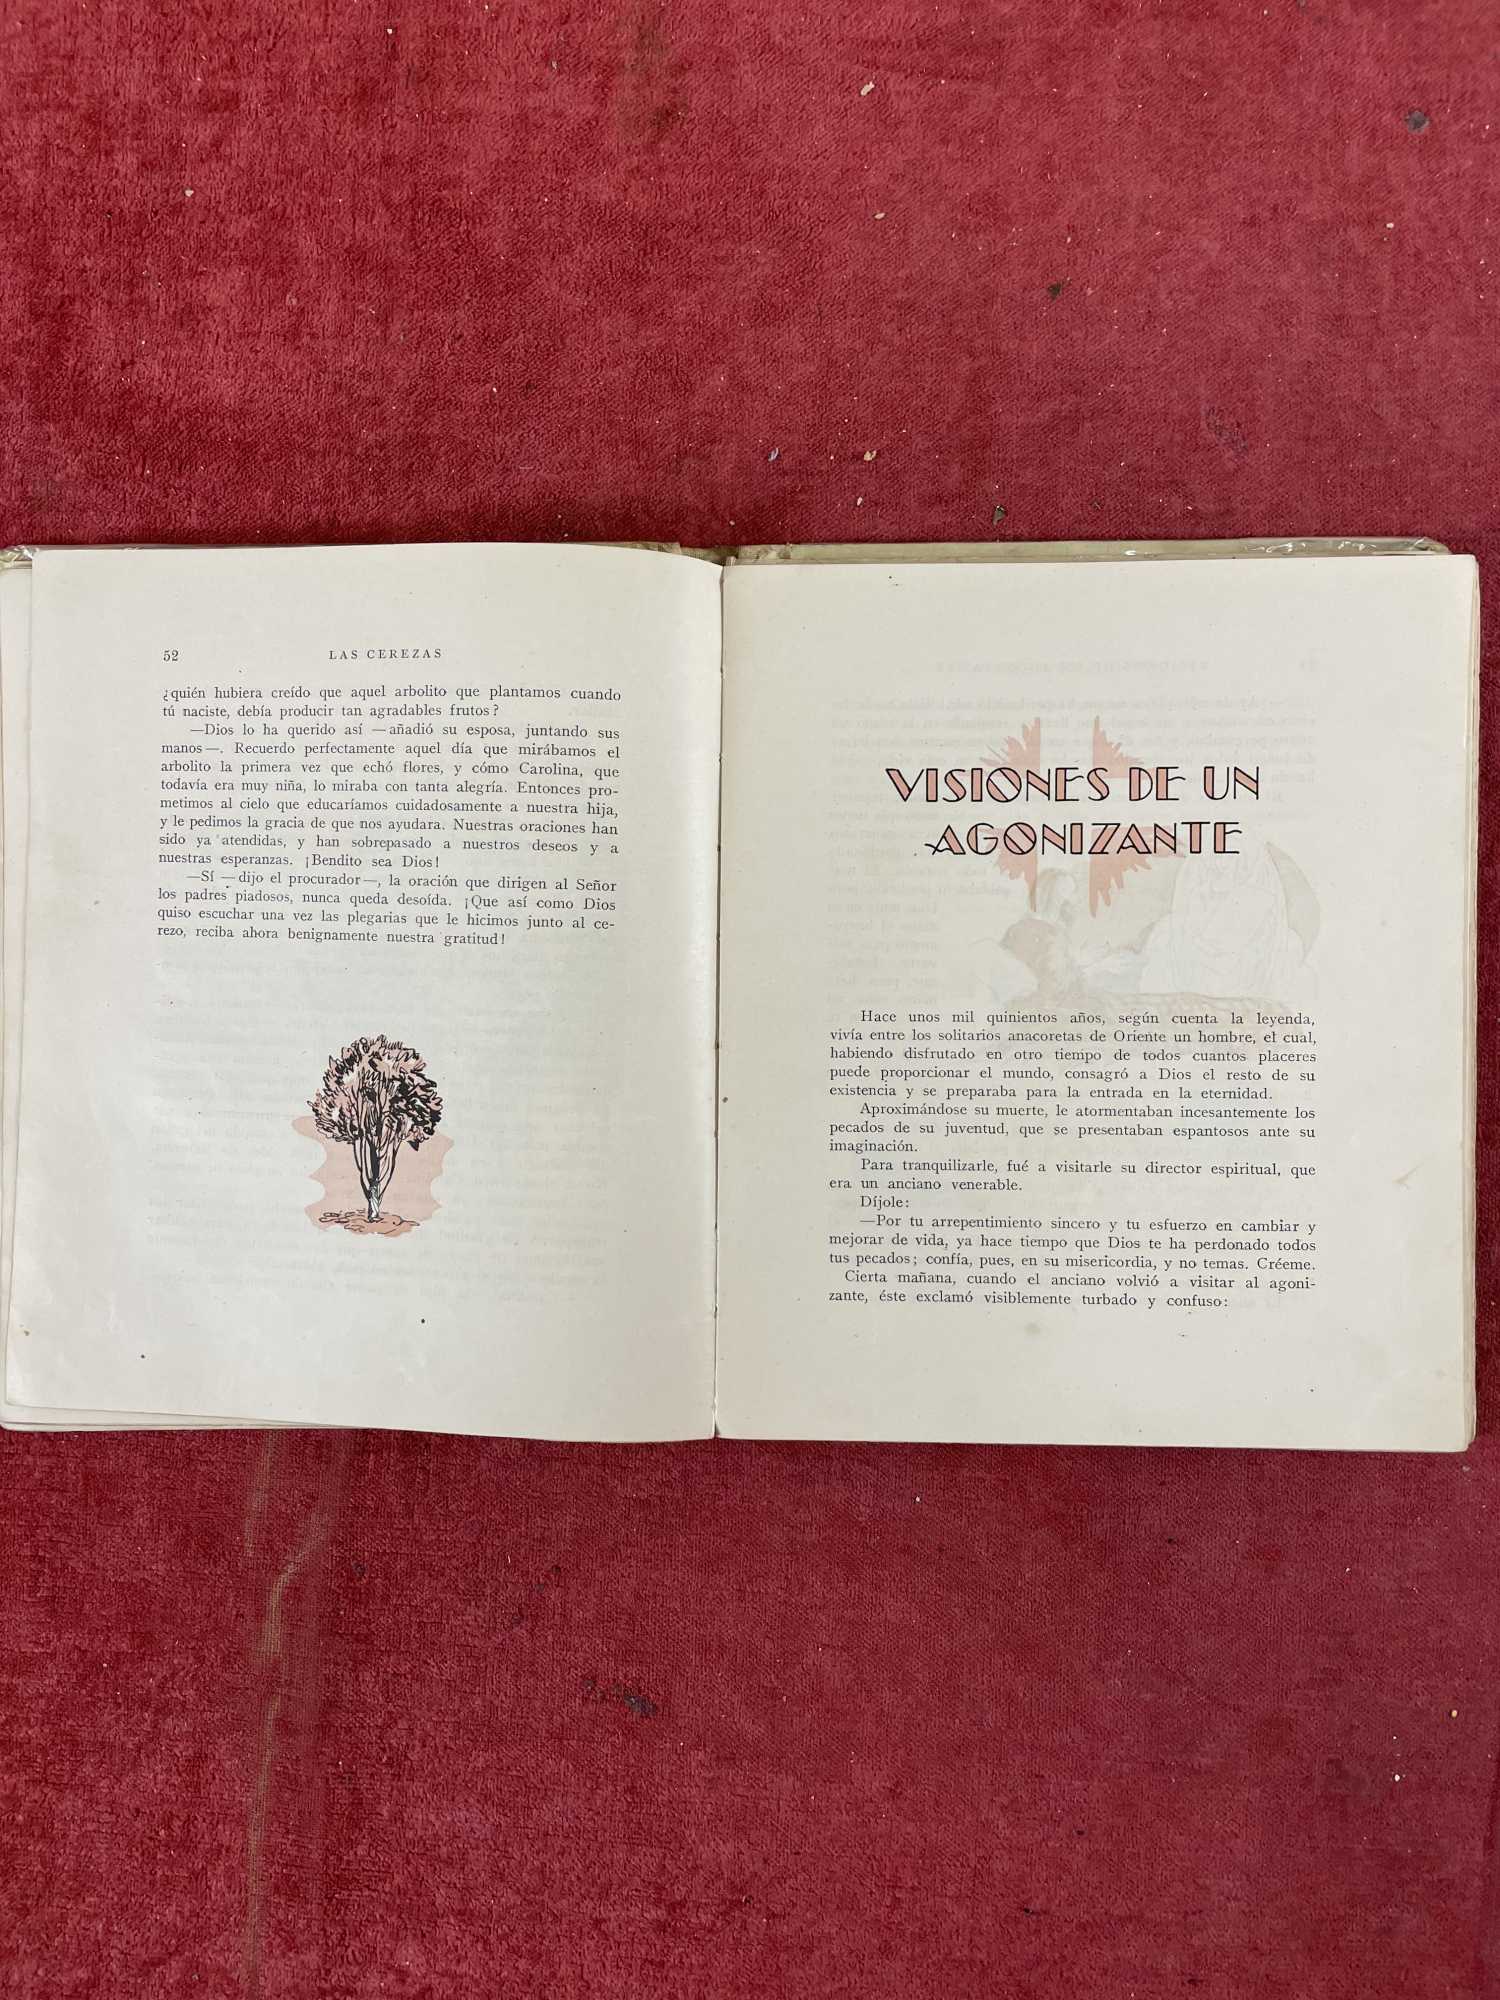 52 LAS CEREZAS
¿quién hubiera creído que aquel arbolito que plantamos cuando
tú naciste, debía producir tan agradables frutos?
—Dios lo ha querido así —añadió su esposa, juntando sus
manos—. Recuerdo perfectamente aquel día que mirábamos el
arbolito la primera vez que echó flores, y cómo Carolina, que
todavía era muy niña, lo miraba con tanta alegría. Entonces pro-
metimos al cielo que educaríamos cuidadosamente a nuestra hija,
y le pedimos la gracia de que nos ayudara. Nuestras oraciones han
sido ya atendidas, y han sobrepasado a nuestros deseos y a
nuestras esperanzas. ¡Bendito sea Dios!
—Sí —dijo el procurador—, la oración que dirigen al Señor
los padres piadosos, nunca queda desoída. ¡Que así como Dios
quiso escuchar una vez las plegarias que le hicimos junto al ce-
rezo, reciba ahora benignamente nuestra gratitud!
VISIONES DE UN
AGONIZANTE
Hace unos mil quinientos años, según cuenta la leyenda,
vivía entre los solitarios anacoretas de Oriente un hombre, el cual,
habiendo disfrutado en otro tiempo de todos cuantos placeres
puede proporcionar el mundo, consagró a Dios el resto de su
existencia y se preparaba para la entrada en la eternidad.
Aproximándose su muerte, le atormentaban incesantemente los
pecados de su juventud, que se presentaban espantosos ante su
imaginación.
Para tranquilizarle, fué a visitarle su director espiritual, que
era un anciano venerable.
Díjole:
—Por tu arrepentimiento sincero y tu esfuerzo en cambiar y
mejorar de vida, ya hace tiempo que Dios te ha perdonado todos
tus pecados; confía, pues, en su misericordia, y no temas. Créeme.
Cierta mañana, cuando el anciano volvió a visitar al agoni-
zante, éste exclamó visiblemente turbado y confuso: